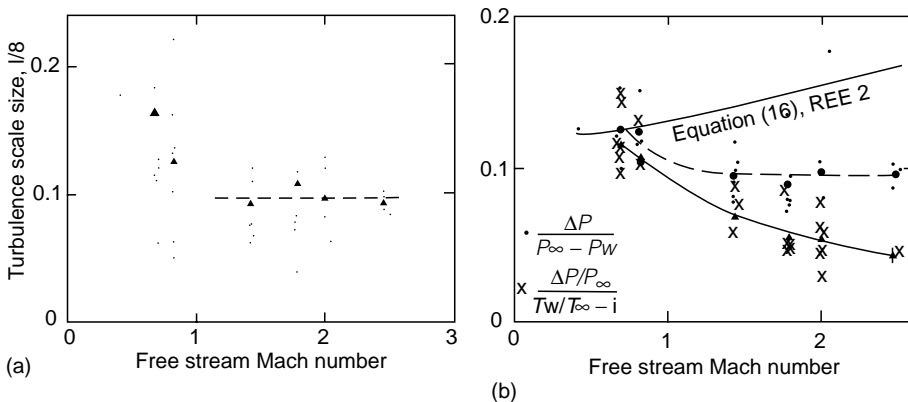 Turbulence scale size, l/8
0.2
0.1
0
0
1
2
3
Free stream Mach number
(a)
0.2
0.1
0
0
1
2
Free stream Mach number
(b)
Equation (16), REE 2
ΔP
P∞ – Pw
x ΔP/P∞
Tw/T∞ – i